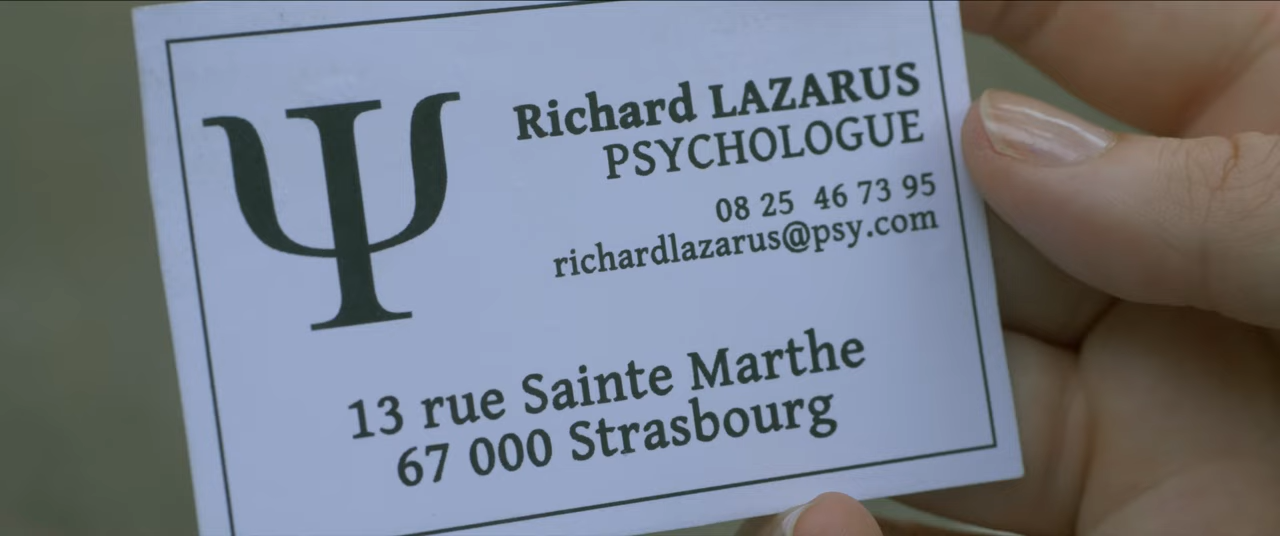 Ψ
Richard LAZARUS
PSYCHOLOGUE
08 25 46 73 95
richardlazarus@psy.com
13 rue Sainte Marthe
67 000 Strasbourg